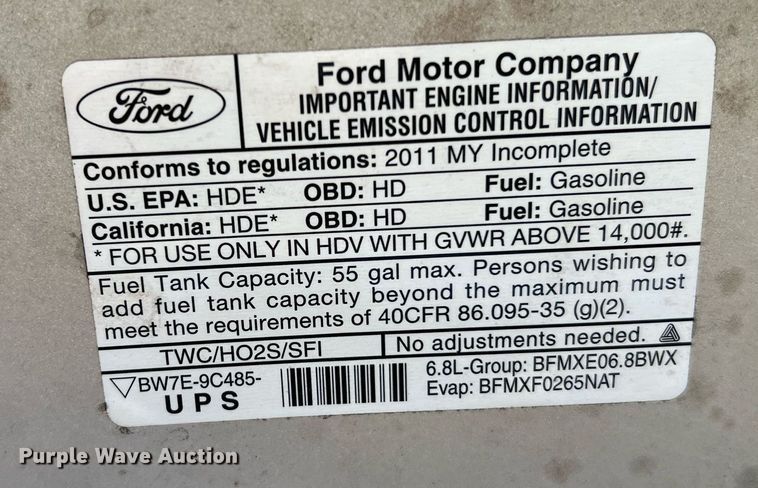 Ford
Ford Motor Company
IMPORTANT ENGINE INFORMATION/
VEHICLE EMISSION CONTROL INFORMATION
Conforms to regulations: 2011 MY Incomplete
U.S. EPA: HDE* OBD: HD Fuel: Gasoline
California: HDE* OBD: HD Fuel: Gasoline
* FOR USE ONLY IN HDV WITH GVWR ABOVE 14,000#.
Fuel Tank Capacity: 55 gal max. Persons wishing to
add fuel tank capacity beyond the maximum must
meet the requirements of 40CFR 86.095-35 (g)(2).
TWC/HO2S/SFI No adjustments needed.
BW7E-9C485-
UPS
6.8L-Group: BFMXE06.8BWX
Evap: BFMXF0265NAT
Purple Wave Auction